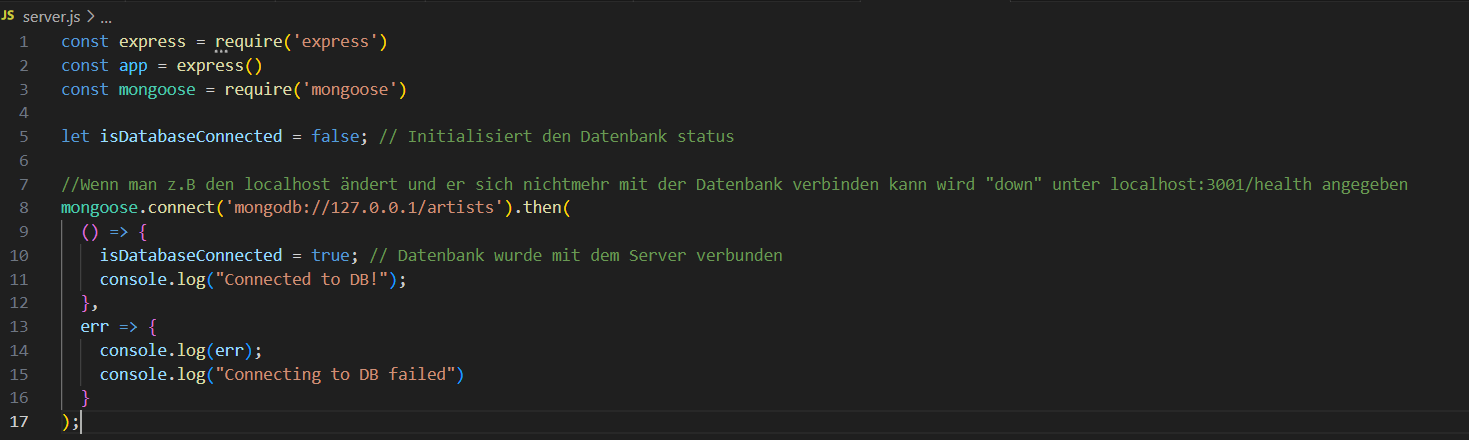 JS server.js > ...
1 const express = require('express')
2 const app = express()
3 const mongoose = require('mongoose')
4
5 let isDatabaseConnected = false; // Initialisiert den Datenbank status
6
7 //Wenn man z.B den localhost ändert und er sich nichtmehr mit der Datenbank verbinden kann wird "down" unter localhost:3001/health angegeben
8 mongoose.connect('mongodb://127.0.0.1/artists').then(
9 () => {
10 isDatabaseConnected = true; // Datenbank wurde mit dem Server verbunden
11 console.log("Connected to DB!");
12 },
13 err => {
14 console.log(err);
15 console.log("Connecting to DB failed")
16 }
17 );